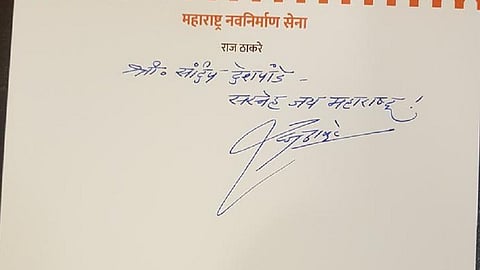 महाराष्ट्र नवनिर्माण सेना
राज ठाकरे
श्री. संदिप देशपांडे -
सस्नेह जय महाराष्ट्र !